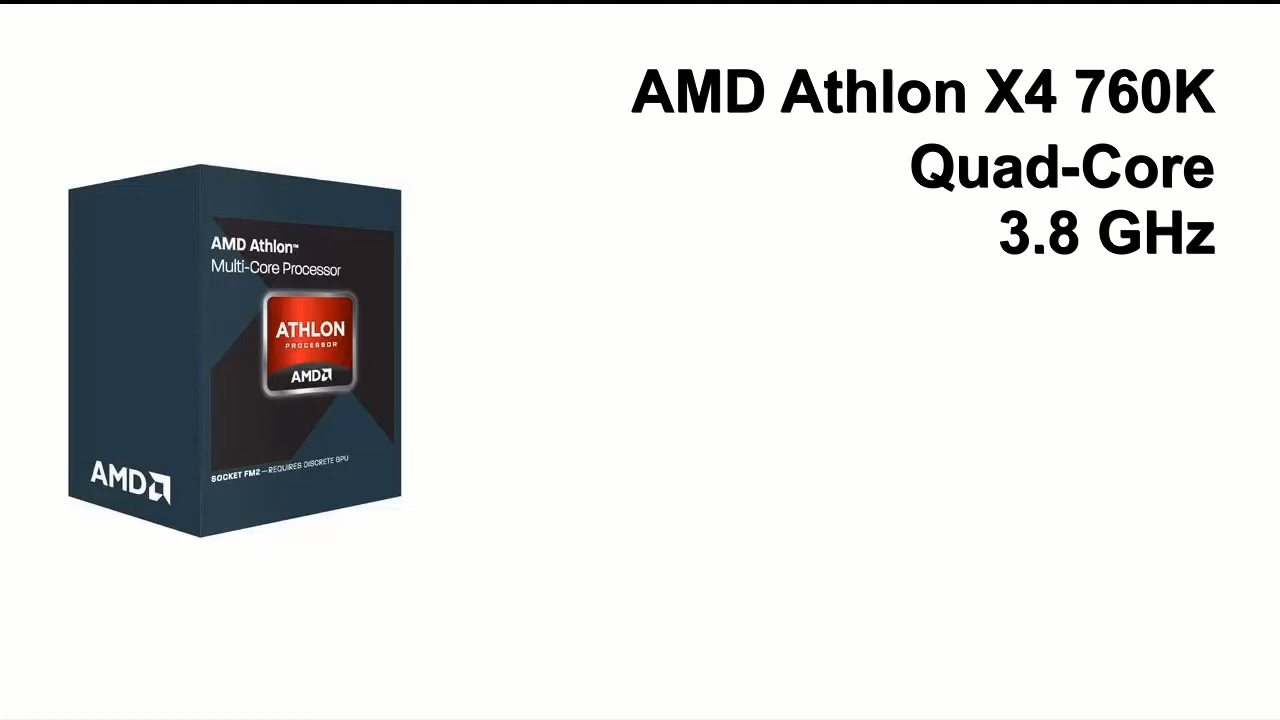 AMD Athlon X4 760K
Quad-Core
3.8 GHz
AMD Athlon™
Multi-Core Processor
ATHLON
PROCESSOR
AMD
AMD
SOCKET FM2—REQUIRES DISCRETE GPU